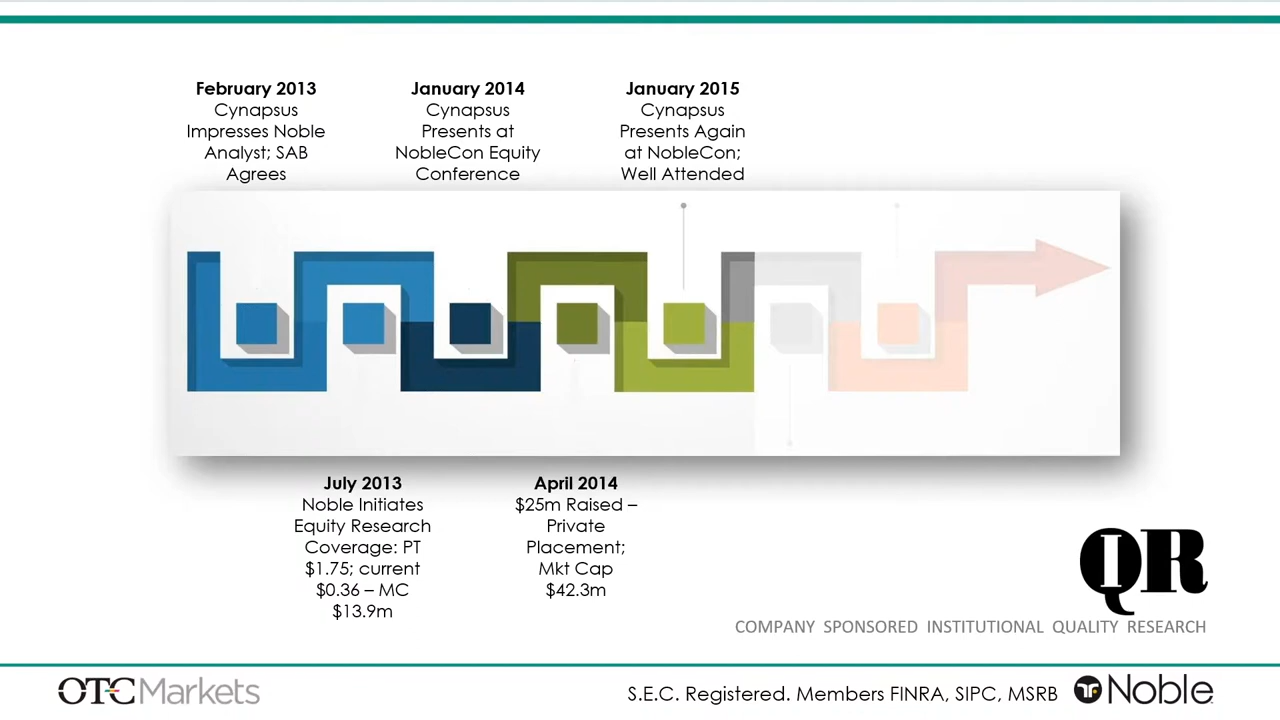 February 2013
Cynapsus
Impresses Noble
Analyst; SAB
Agrees
January 2014
Cynapsus
Presents at
NobleCon Equity
Conference
January 2015
Cynapsus
Presents Again
at NobleCon;
Well Attended
July 2013
Noble Initiates
Equity Research
Coverage: PT
$1.75; current
$0.36 – MC
$13.9m
April 2014
$25m Raised –
Private
Placement;
Mkt Cap
$42.3m
QIR
COMPANY SPONSORED INSTITUTIONAL QUALITY RESEARCH
OTC Markets
S.E.C. Registered. Members FINRA, SIPC, MSRB
Noble